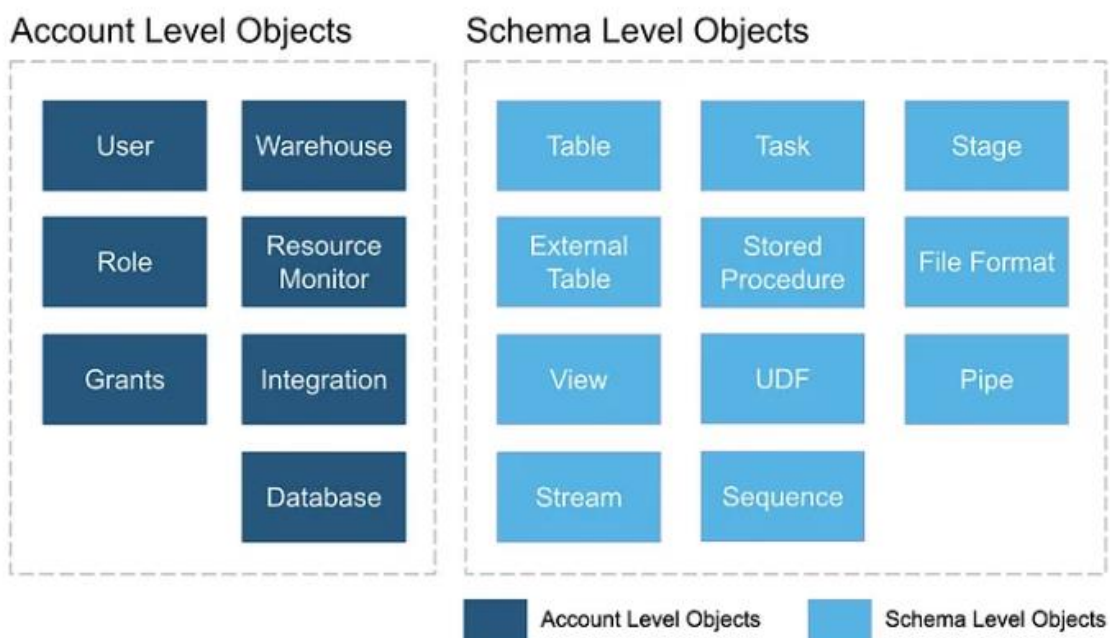 Account Level Objects
User
Warehouse
Role
Resource
Monitor
Grants
Integration
Database
Schema Level Objects
Table
Task
Stage
External
Table
Stored
Procedure
File Format
View
UDF
Pipe
Stream
Sequence
Account Level Objects
Schema Level Objects